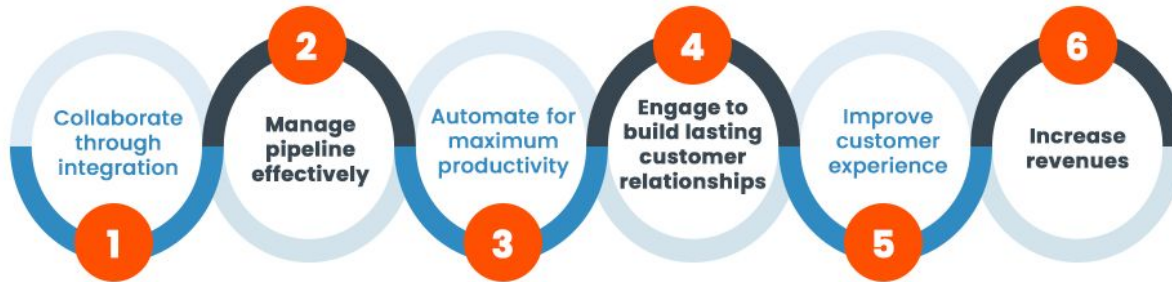 1
Collaborate
through
integration
2
Manage
pipeline
effectively
3
Automate for
maximum
productivity
4
Engage to
build lasting
customer
relationships
5
Improve
customer
experience
6
Increase
revenues